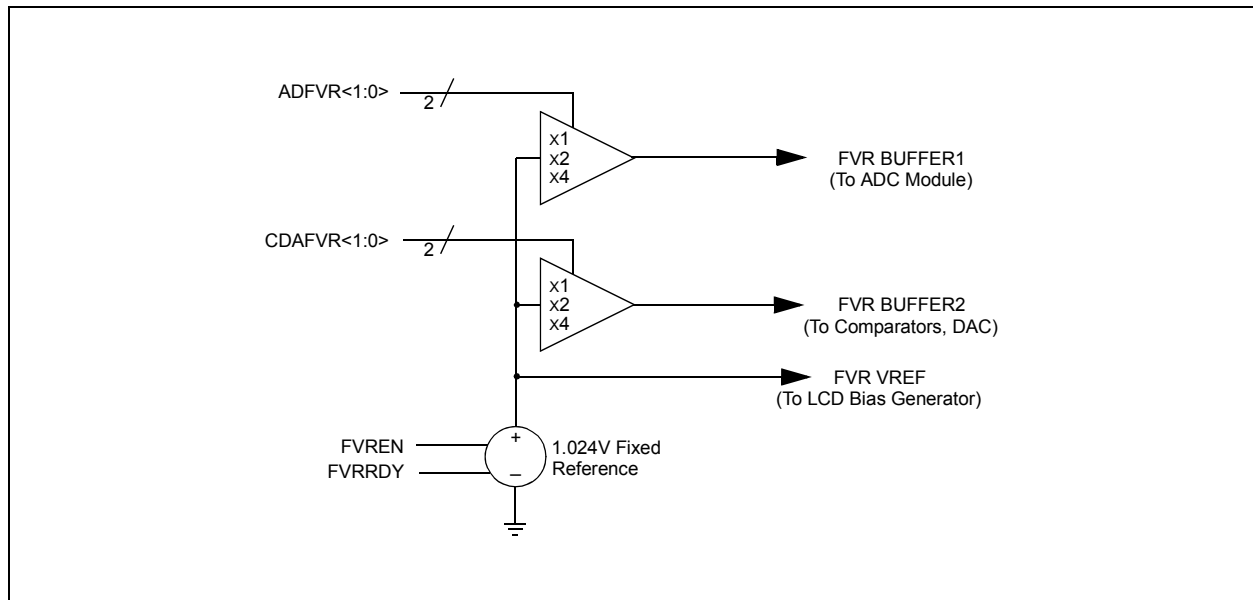 ADFVR<1:0>
2
x1
x2
x4
FVR BUFFER1
(To ADC Module)
CDAFVR<1:0>
2
x1
x2
x4
FVR BUFFER2
(To Comparators, DAC)
FVR VREF
(To LCD Bias Generator)
FVREN
FVRRDY
+
_
1.024V Fixed
Reference